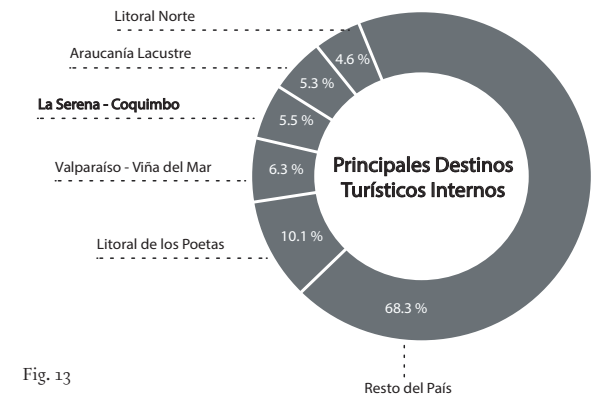 Litoral Norte
4.6 %
Araucanía Lacustre
5.3 %
La Serena - Coquimbo
5.5 %
Principales Destinos
Turísticos Internos
Valparaíso - Viña del Mar
6.3 %
Litoral de los Poetas
10.1 %
68.3 %
Fig. 13
Resto del País